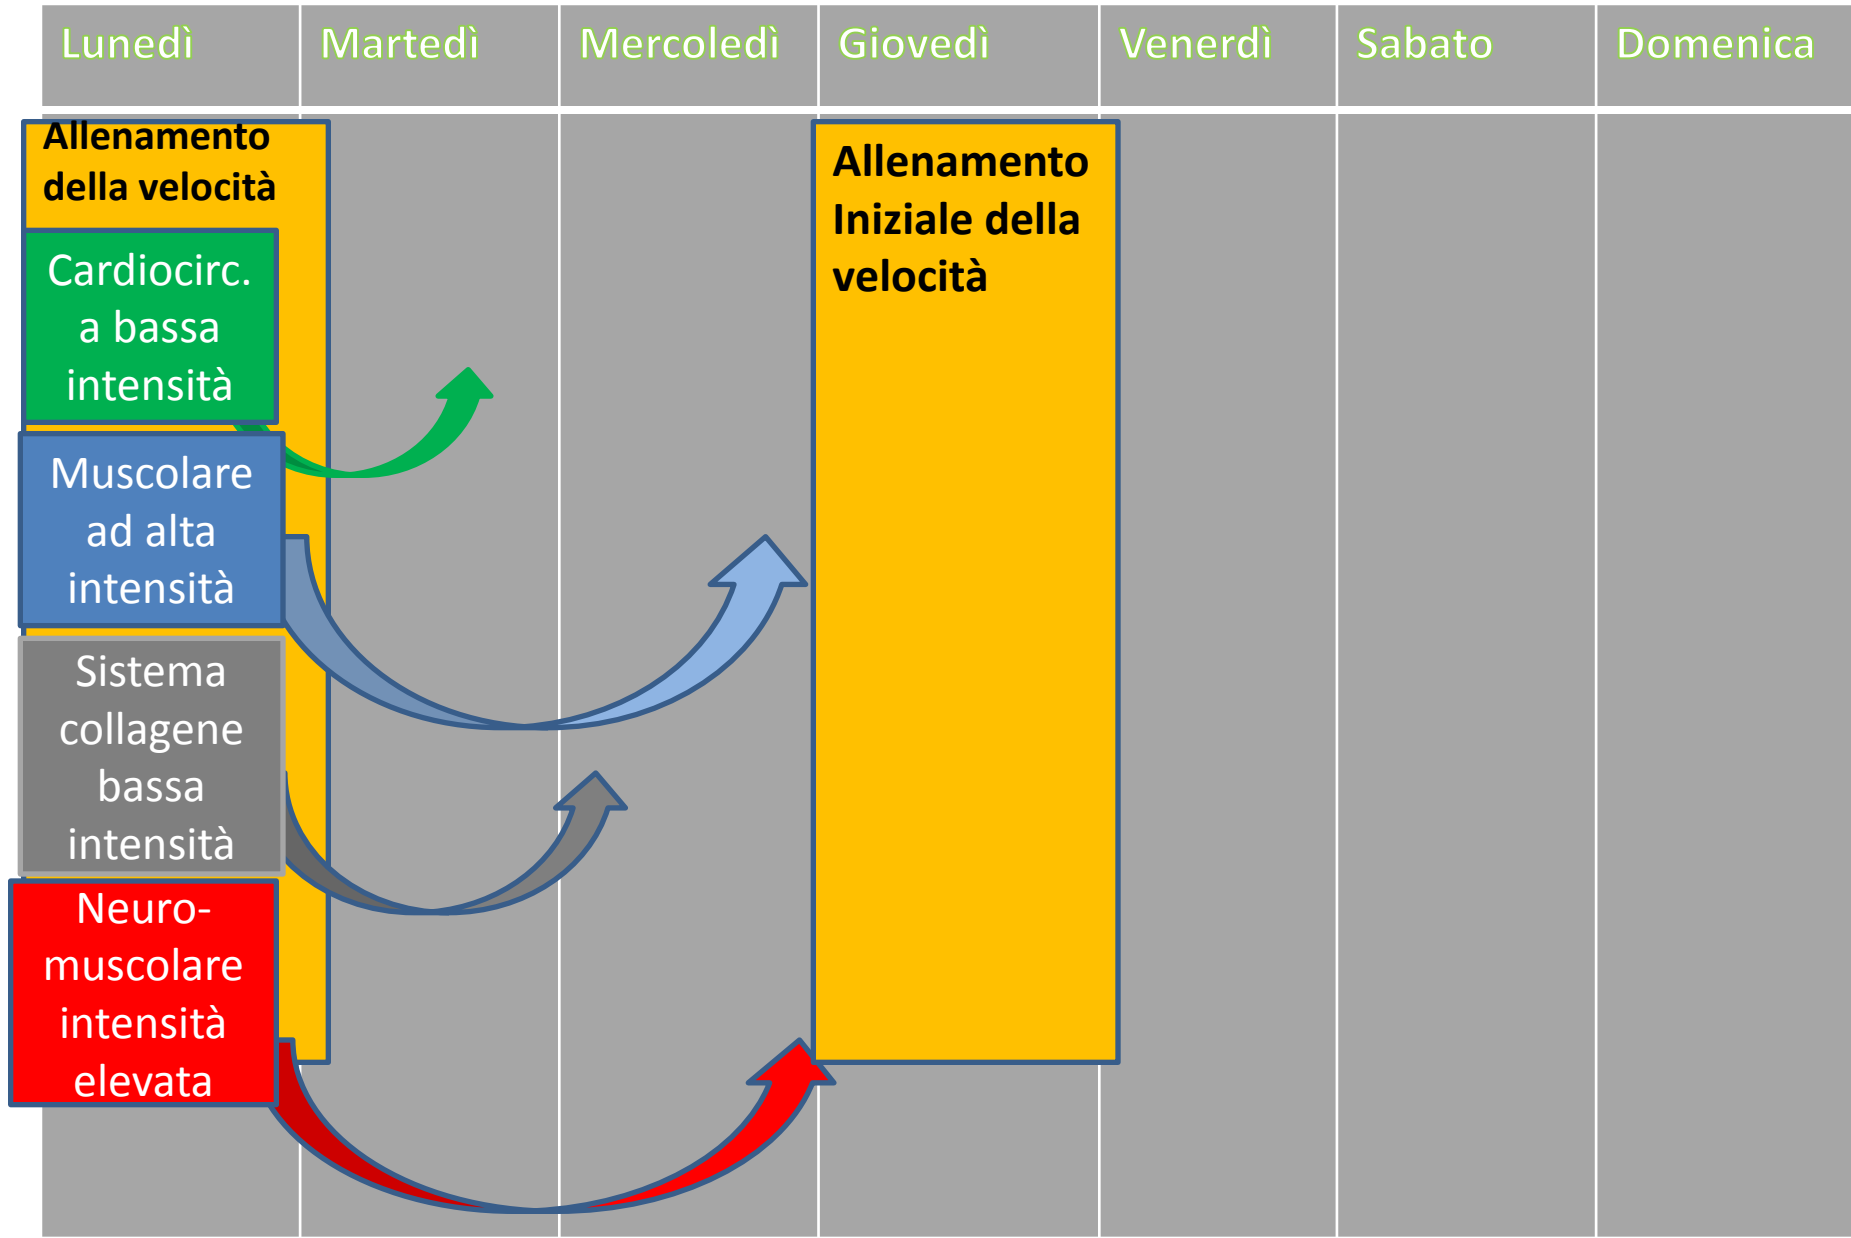 Lunedì Martedì Mercoledì Giovedì Venerdì Sabato Domenica
Allenamento
della velocità
Cardiocirc.
a bassa
intensità
Muscolare
ad alta
intensità
Sistema
collagene
bassa
intensità
Neuro-
muscolare
intensità
elevata
Allenamento
Iniziale della
velocità